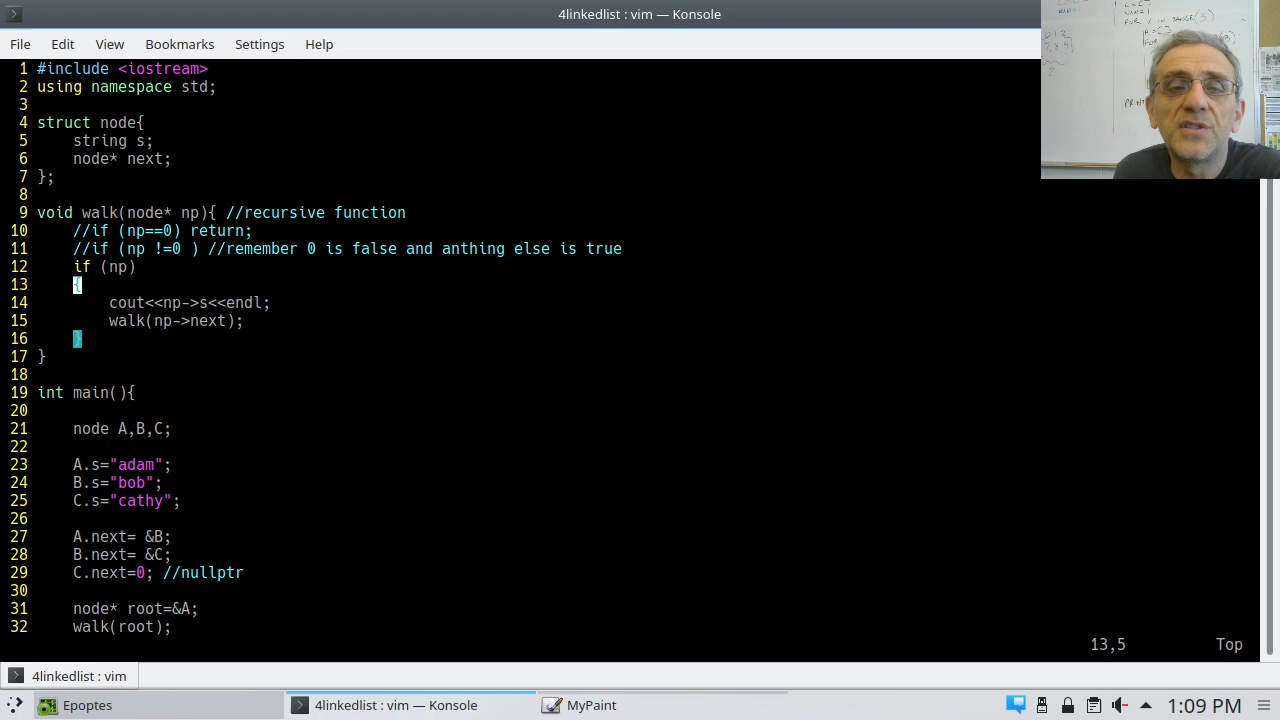 4linkedlist : vim — Konsole
File Edit View Bookmarks Settings Help
1 #include <iostream>
2 using namespace std;
3
4 struct node{
5 string s;
6 node* next;
7 };
8
9 void walk(node* np){ //recursive function
10 //if (np==0) return;
11 //if (np !=0 ) //remember 0 is false and anthing else is true
12 if (np)
13 {
14 cout<<np->s<<endl;
15 walk(np->next);
16 }
17 }
18
19 int main(){
20
21 node A,B,C;
22
23 A.s="adam";
24 B.s="bob";
25 C.s="cathy";
26
27 A.next= &B;
28 B.next= &C;
29 C.next=0; //nullptr
30
31 node* root=&A;
32 walk(root);
13,5 Top
4linkedlist : vim
Epoptes 4linkedlist : vim — Konsole MyPaint 1:09 PM